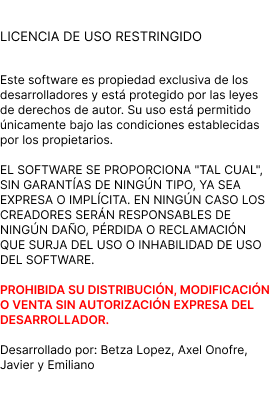 LICENCIA DE USO RESTRINGIDO
Este software es propiedad exclusiva de los
desarrolladores y está protegido por las leyes
de derechos de autor. Su uso está permitido
únicamente bajo las condiciones establecidas
por los propietarios.
EL SOFTWARE SE PROPORCIONA "TAL CUAL",
SIN GARANTÍAS DE NINGÚN TIPO, YA SEA
EXPRESA O IMPLÍCITA. EN NINGÚN CASO LOS
CREADORES SERÁN RESPONSABLES DE
NINGÚN DAÑO, PÉRDIDA O RECLAMACIÓN
QUE SURJA DEL USO O INHABILIDAD DE USO
DEL SOFTWARE.
PROHIBIDA SU DISTRIBUCIÓN, MODIFICACIÓN
O VENTA SIN AUTORIZACIÓN EXPRESA DEL
DESARROLLADOR.
Desarrollado por: Betza Lopez, Axel Onofre,
Javier y Emiliano